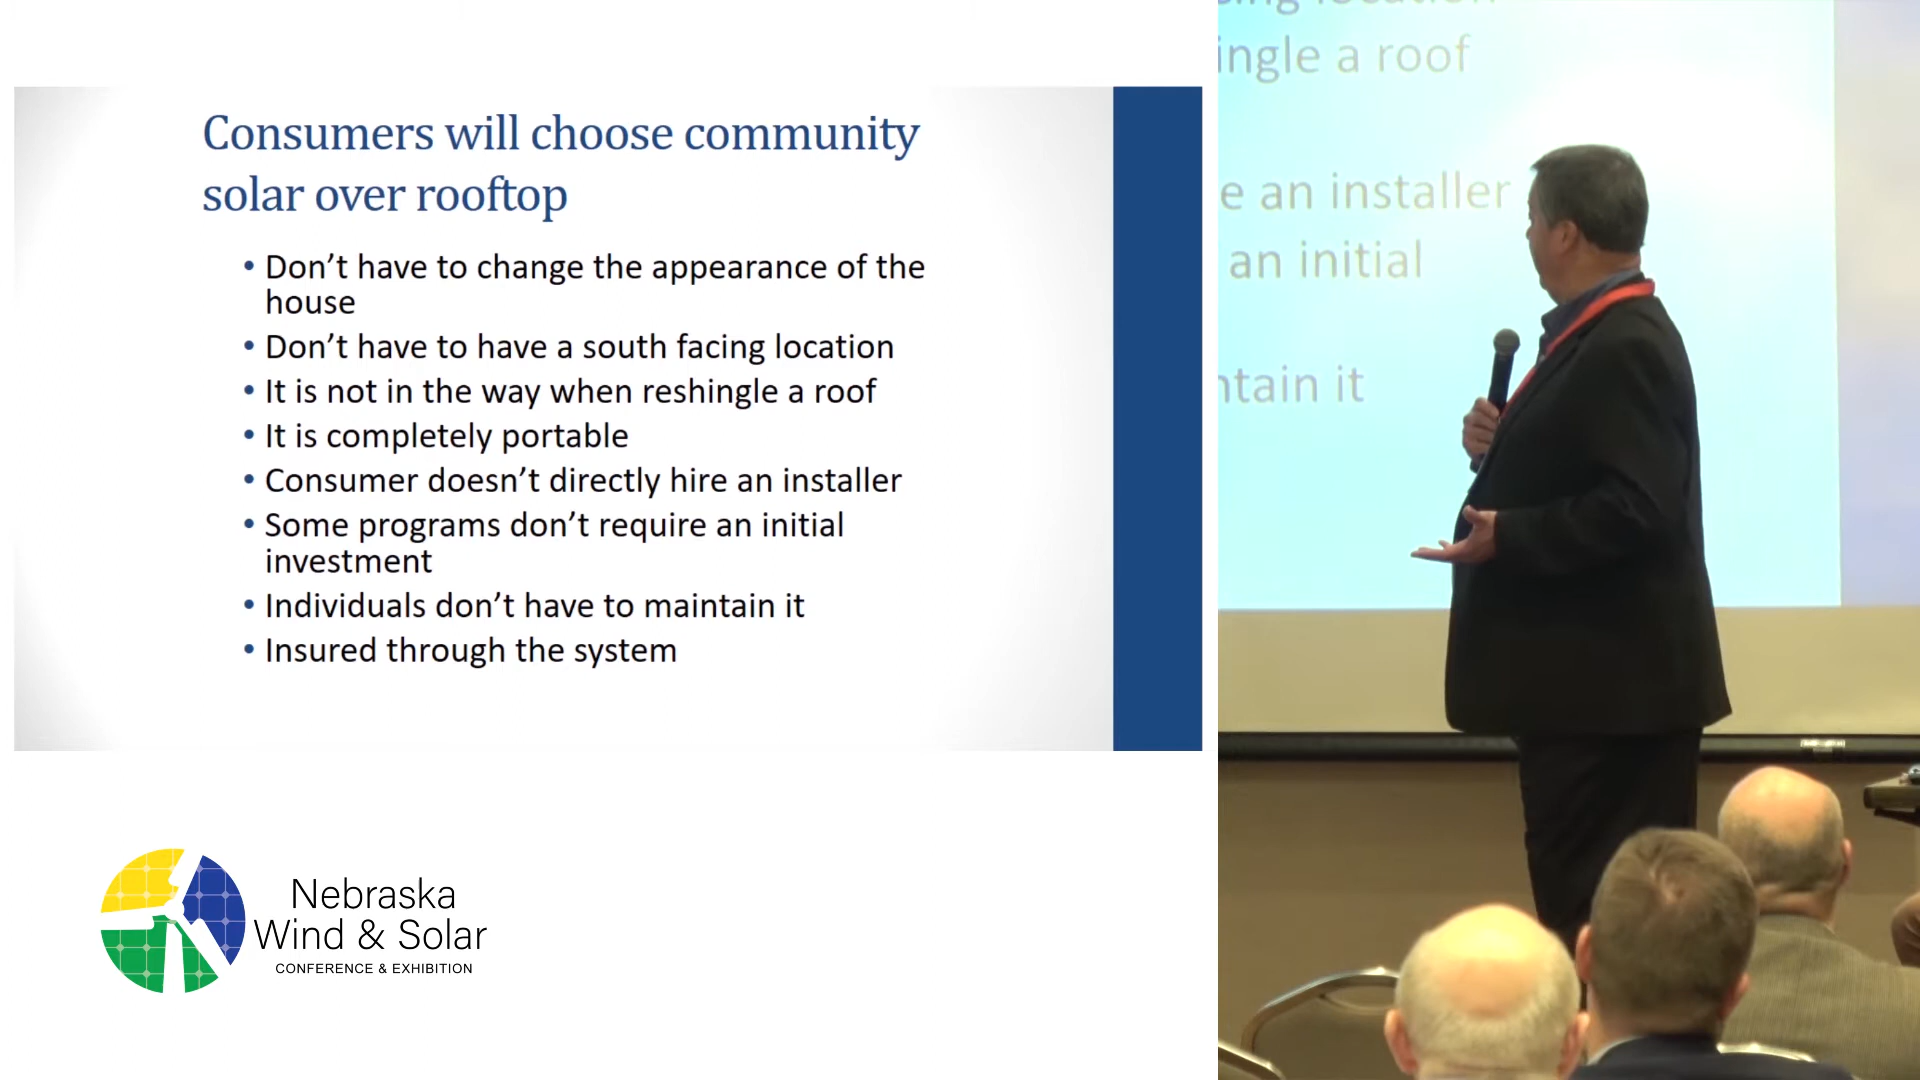 Consumers will choose community
solar over rooftop
• Don’t have to change the appearance of the
house
• Don’t have to have a south facing location
• It is not in the way when reshingle a roof
• It is completely portable
• Consumer doesn’t directly hire an installer
• Some programs don’t require an initial
investment
• Individuals don’t have to maintain it
• Insured through the system
Nebraska
Wind & Solar
CONFERENCE & EXHIBITION
ing location
ingle a roof
e an installer
an initial
ntain it